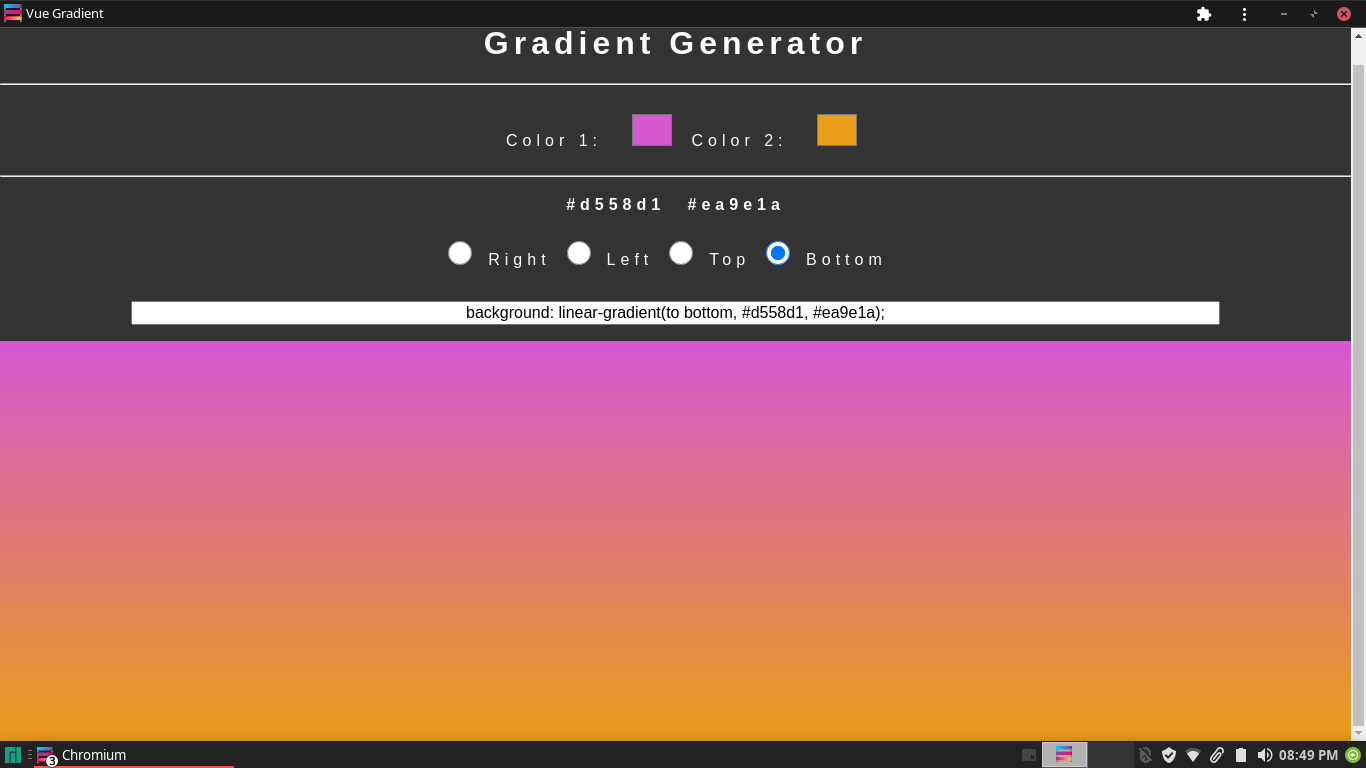 Vue Gradient
Gradient Generator
Color 1: Color 2:
#d558d1 #ea9e1a
Right Left Top Bottom
background: linear-gradient(to bottom, #d558d1, #ea9e1a);
3 Chromium 08:49 PM